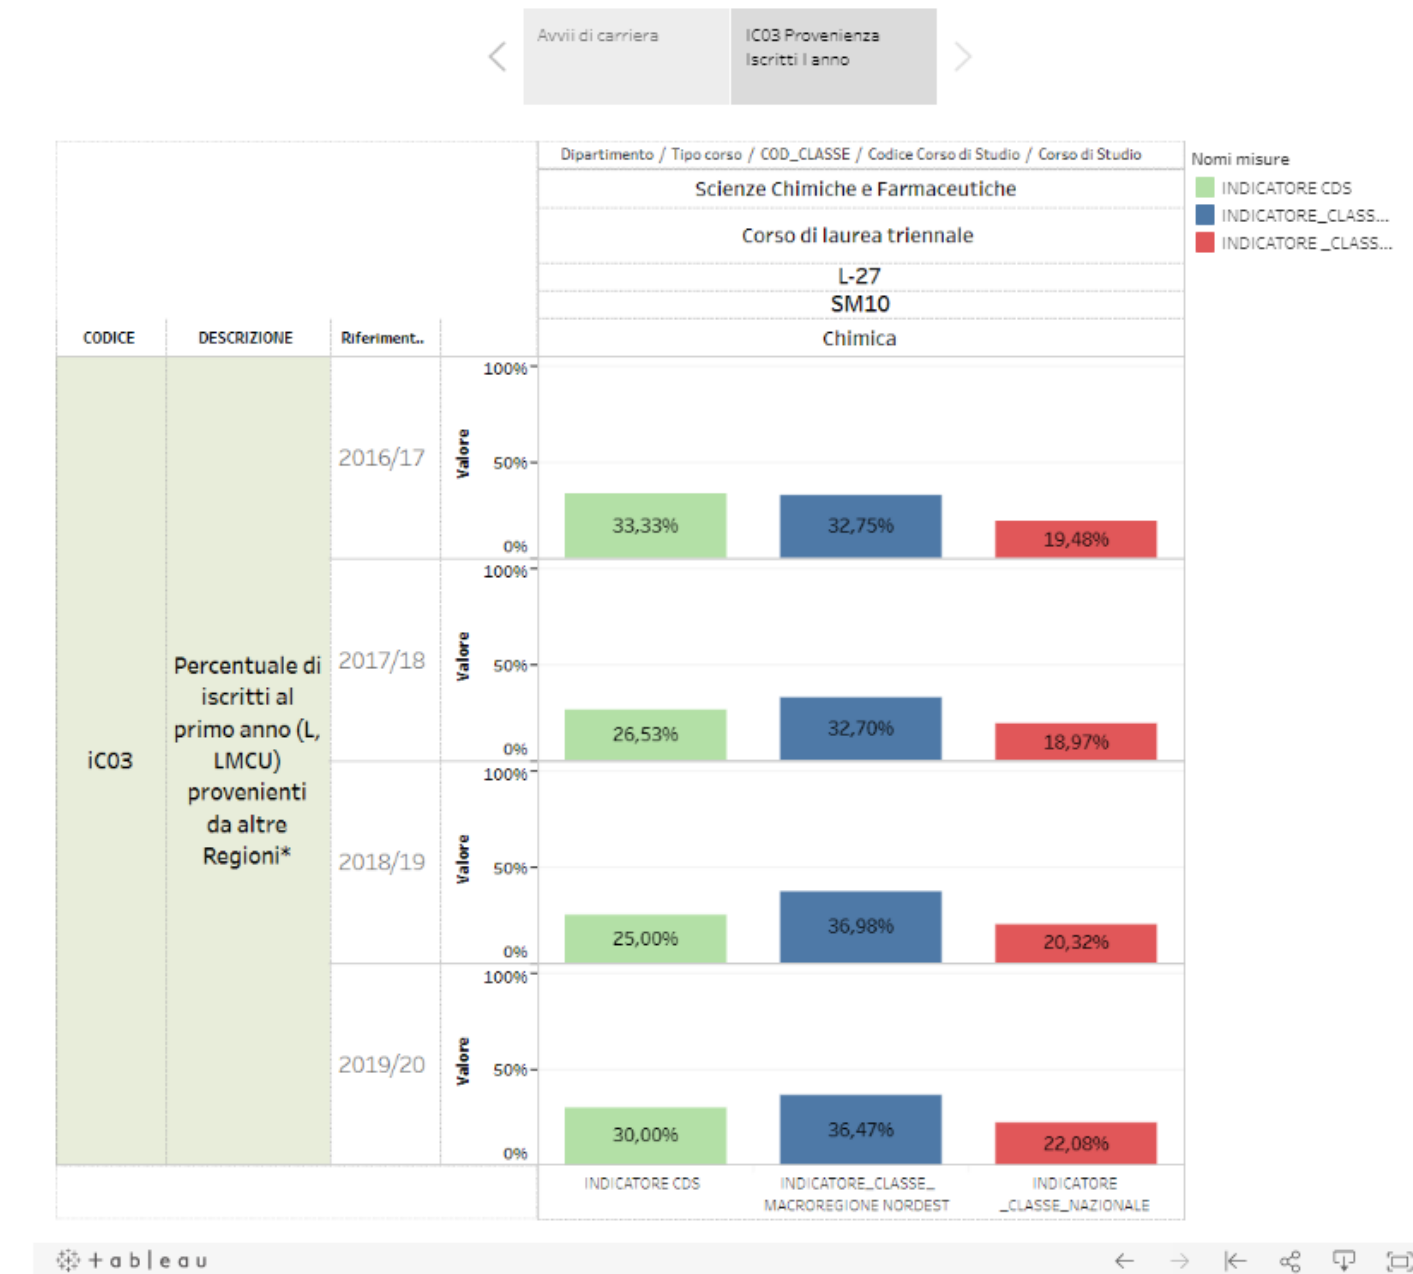 Avvii di carriera
IC03 Provenienza
Iscritti I anno
Dipartimento / Tipo corso / COD_CLASSE / Codice Corso di Studio / Corso di Studio
Scienze Chimiche e Farmaceutiche
Corso di laurea triennale
L-27
SM10
CODICE DESCRIZIONE Riferiment.. Chimica
Nomi misure
INDICATORE CDS
INDICATORE_CLASS...
INDICATORE _CLASS...
iC03
Percentuale di
iscritti al
primo anno (L,
LMCU)
provenienti
da altre
Regioni*
2016/17
Valore
100%
50%
0%
33,33% 32,75% 19,48%
2017/18
Valore
100%
50%
0%
26,53% 32,70% 18,97%
2018/19
Valore
100%
50%
0%
25,00% 36,98% 20,32%
2019/20
Valore
100%
50%
0%
30,00% 36,47% 22,08%
INDICATORE CDS
INDICATORE_CLASSE_
MACROREGIONE NORDEST
INDICATORE
_CLASSE_NAZIONALE
+ a b | e a u